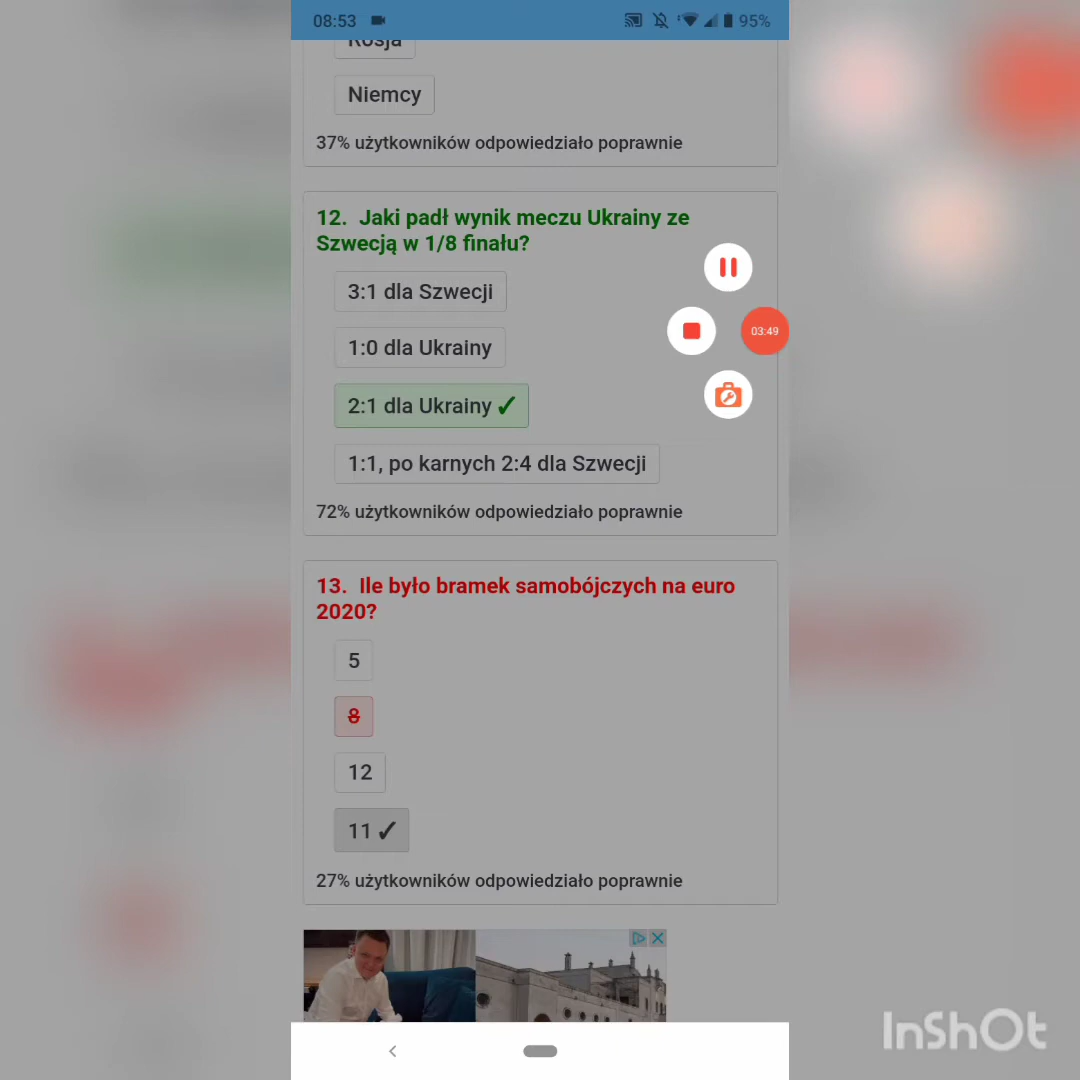 08:53
95%
Rosja
Niemcy
37% użytkowników odpowiedziało poprawnie
12. Jaki padł wynik meczu Ukrainy ze
Szwecją w 1/8 finału?
3:1 dla Szwecji
1:0 dla Ukrainy
03:49
2:1 dla Ukrainy ✓
1:1, po karnych 2:4 dla Szwecji
72% użytkowników odpowiedziało poprawnie
13. Ile było bramek samobójczych na euro
2020?
5
8
12
11 ✓
27% użytkowników odpowiedziało poprawnie
InShOt